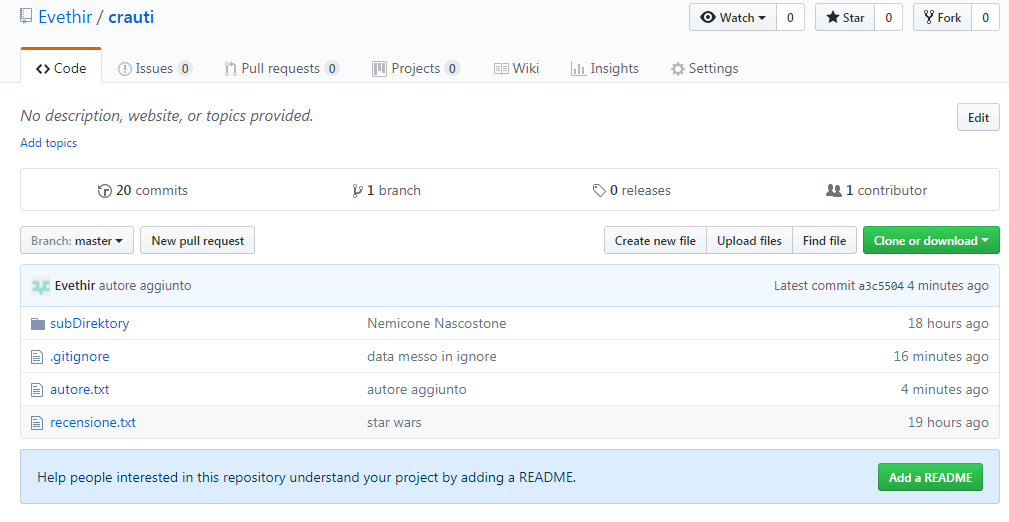 Evethir / crauti
Watch 0 Star 0 Fork 0
Code Issues 0 Pull requests 0 Projects 0 Wiki Insights Settings
No description, website, or topics provided. Edit
Add topics
20 commits 1 branch 0 releases 1 contributor
Branch: master New pull request Create new file Upload files Find file Clone or download
Evethir autore aggiunto Latest commit a3c5504 4 minutes ago
subDirektory Nemicone Nascostone 18 hours ago
.gitignore data messo in ignore 16 minutes ago
autore.txt autore aggiunto 4 minutes ago
recensione.txt star wars 19 hours ago
Help people interested in this repository understand your project by adding a README. Add a README